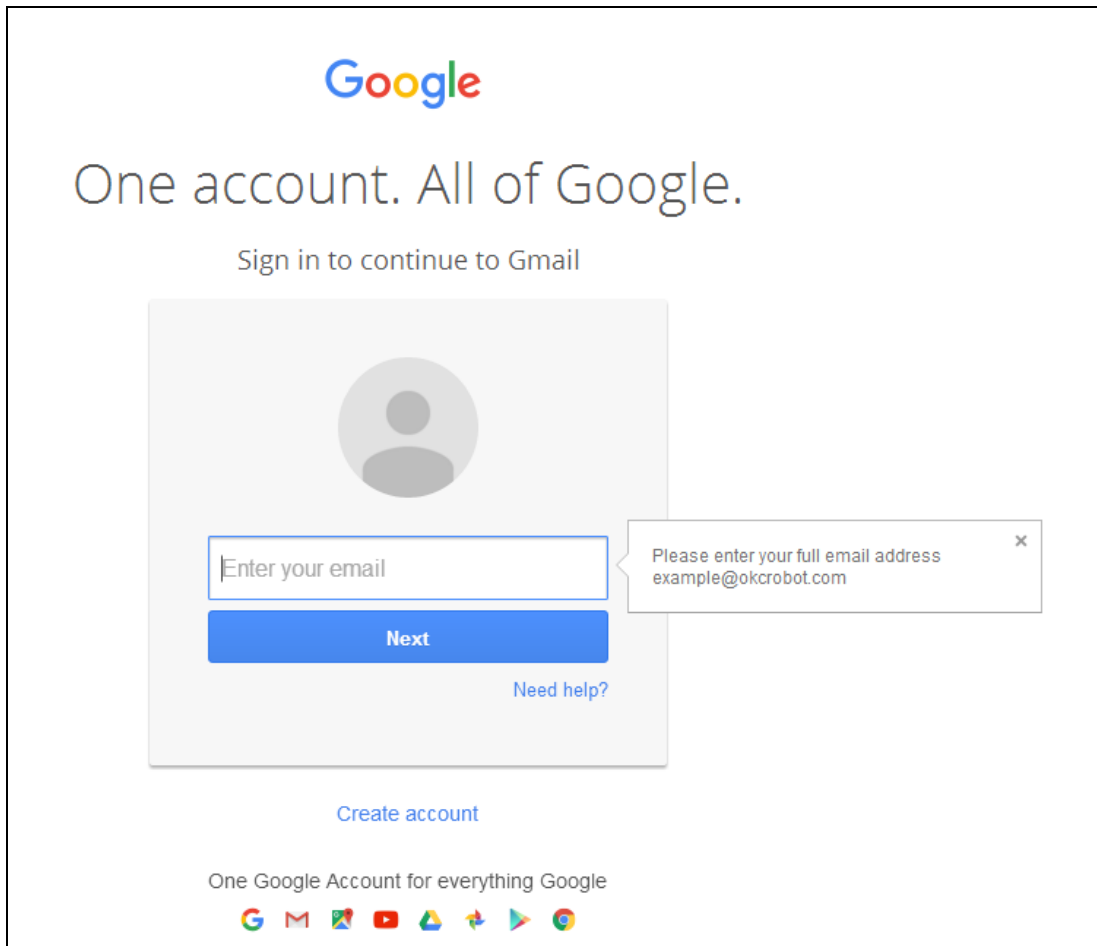 Google
One account. All of Google.
Sign in to continue to Gmail
Enter your email
Please enter your full email address
example@okcrobot.com
Next
Need help?
Create account
One Google Account for everything Google